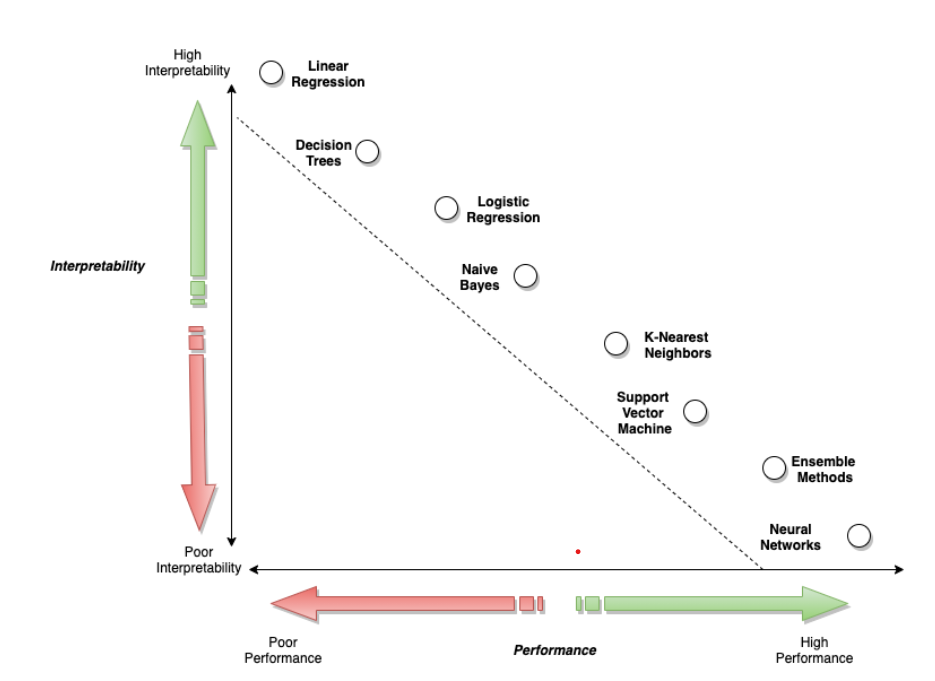 High
Interpretability
Linear
Regression
Decision
Trees
Logistic
Regression
Interpretability
Naive
Bayes
K-Nearest
Neighbors
Support
Vector
Machine
Ensemble
Methods
Neural
Networks
Poor
Interpretability
Poor
Performance
Performance
High
Performance